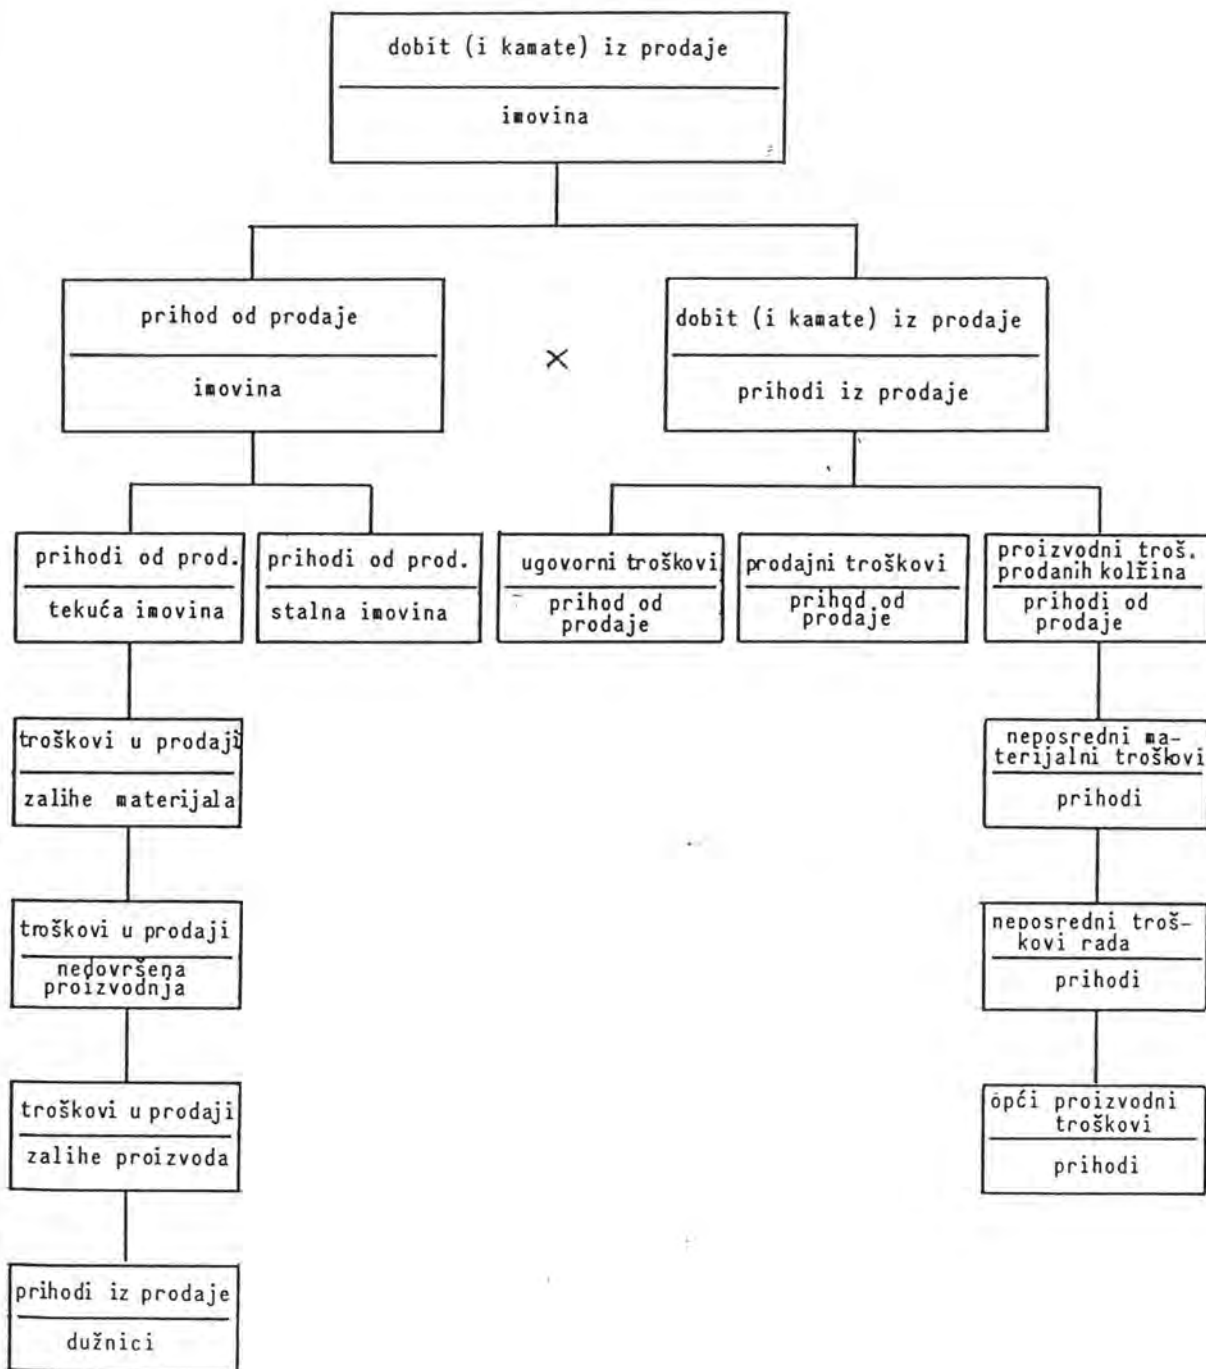 dobit (i kamate) iz prodaje
imovina
prihod od prodaje
imovina
×
dobit (i kamate) iz prodaje
prihodi iz prodaje
prihodi od prod.
tekuća imovina
prihodi od prod.
stalna imovina
ugovorni troškovi
prihod od
prodaje
prodajni troškovi
prihod od
prodaje
proizvodni troš.
prodanih količina
prihodi od
prodaje
troškovi u prodaji
zalihe materijala
troškovi u prodaji
nedovršena
proizvodnja
troškovi u prodaji
zalihe proizvoda
prihodi iz prodaje
dužnici
neposredni ma-
terijalni troškovi
prihodi
neposredni troš-
kovi rada
prihodi
opći proizvodni
troškovi
prihodi